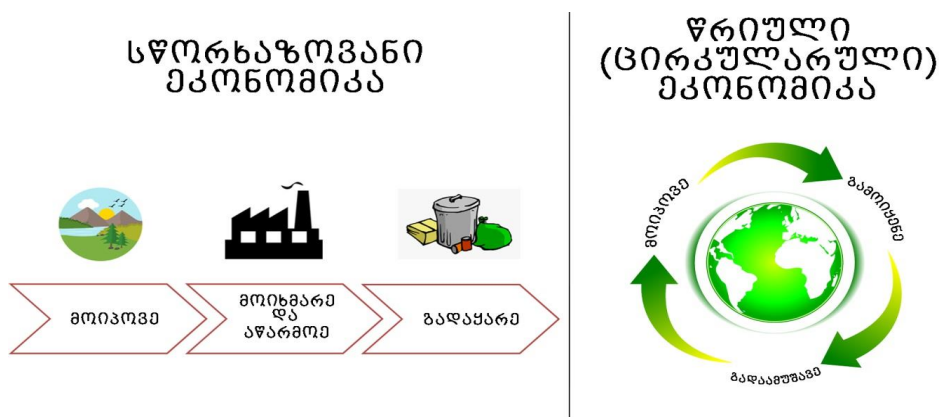 სწორხაზოვანი
ეკონომიკა
მოიპოვე
მოიხმარე
და
აწარმოე
გადაყარე
წრიული
(ცირკულარული)
ეკონომიკა
მოიპოვე
გამოიყენე
გადაამუშავე